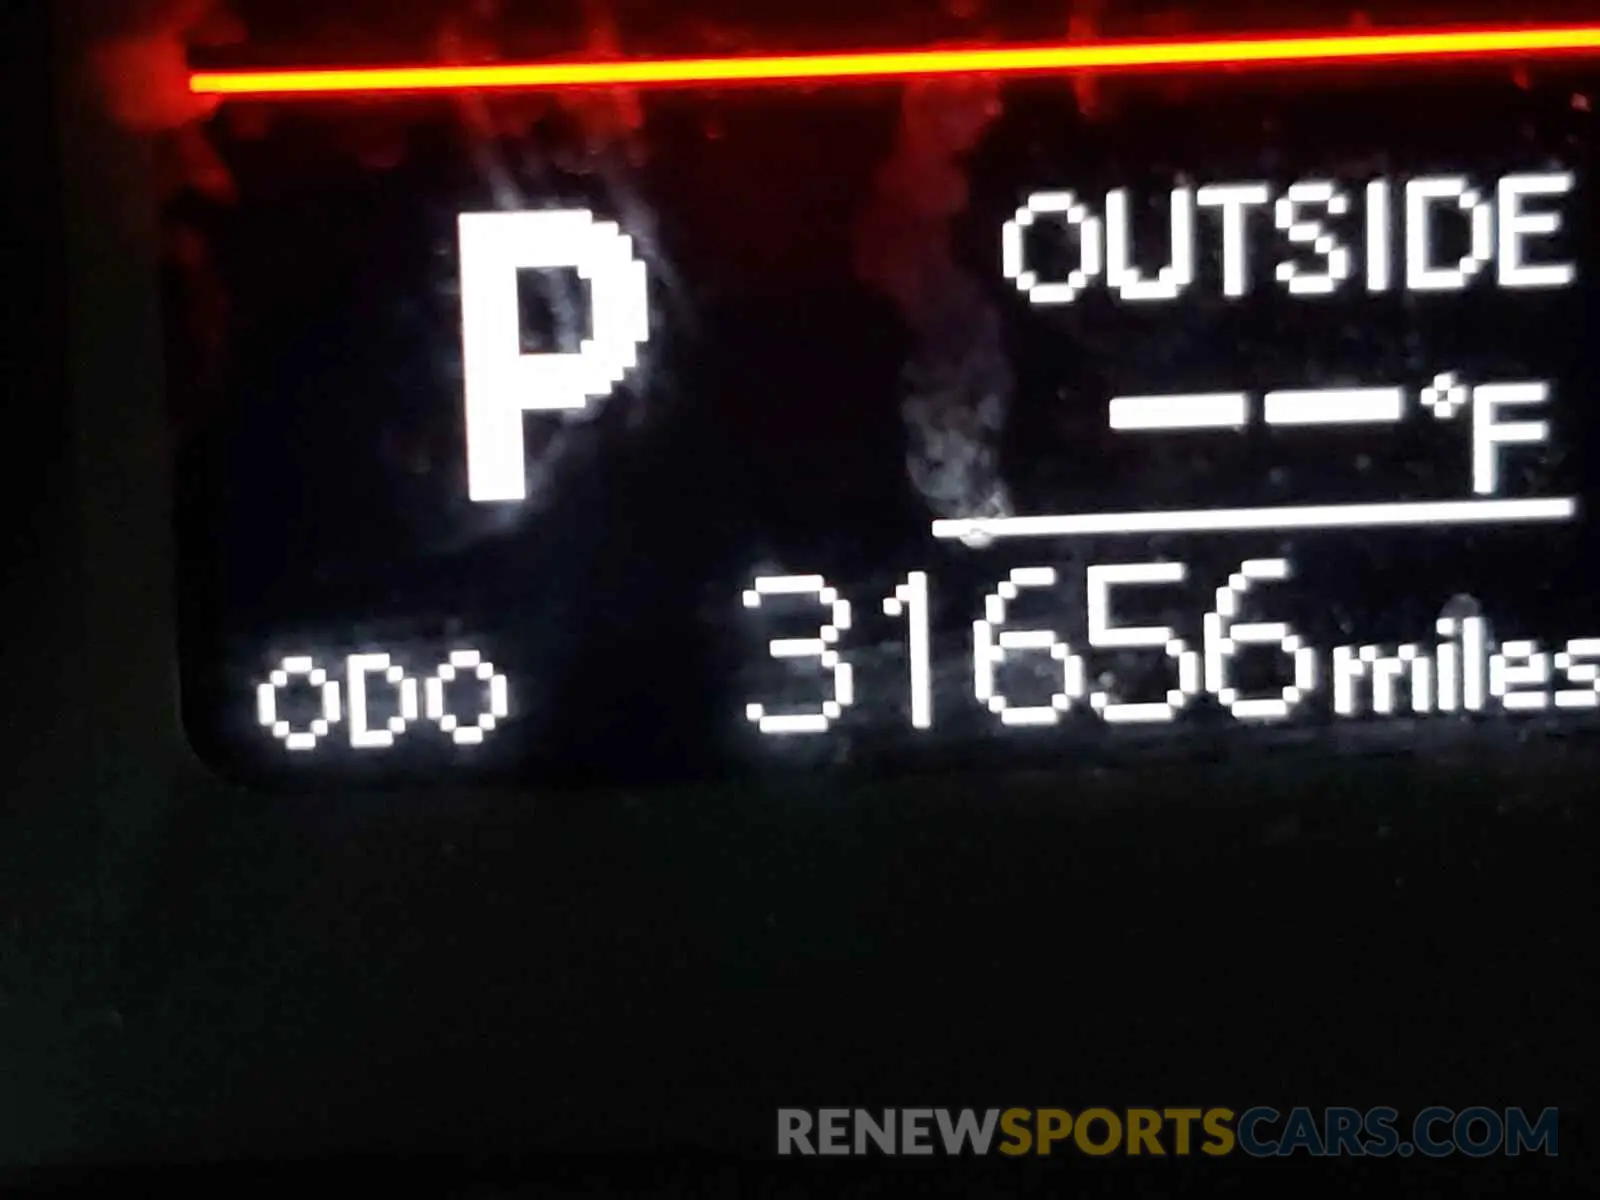 P
OUTSIDE
-- °F
ODO 31656 miles
RENEWSPORTSCARS.COM